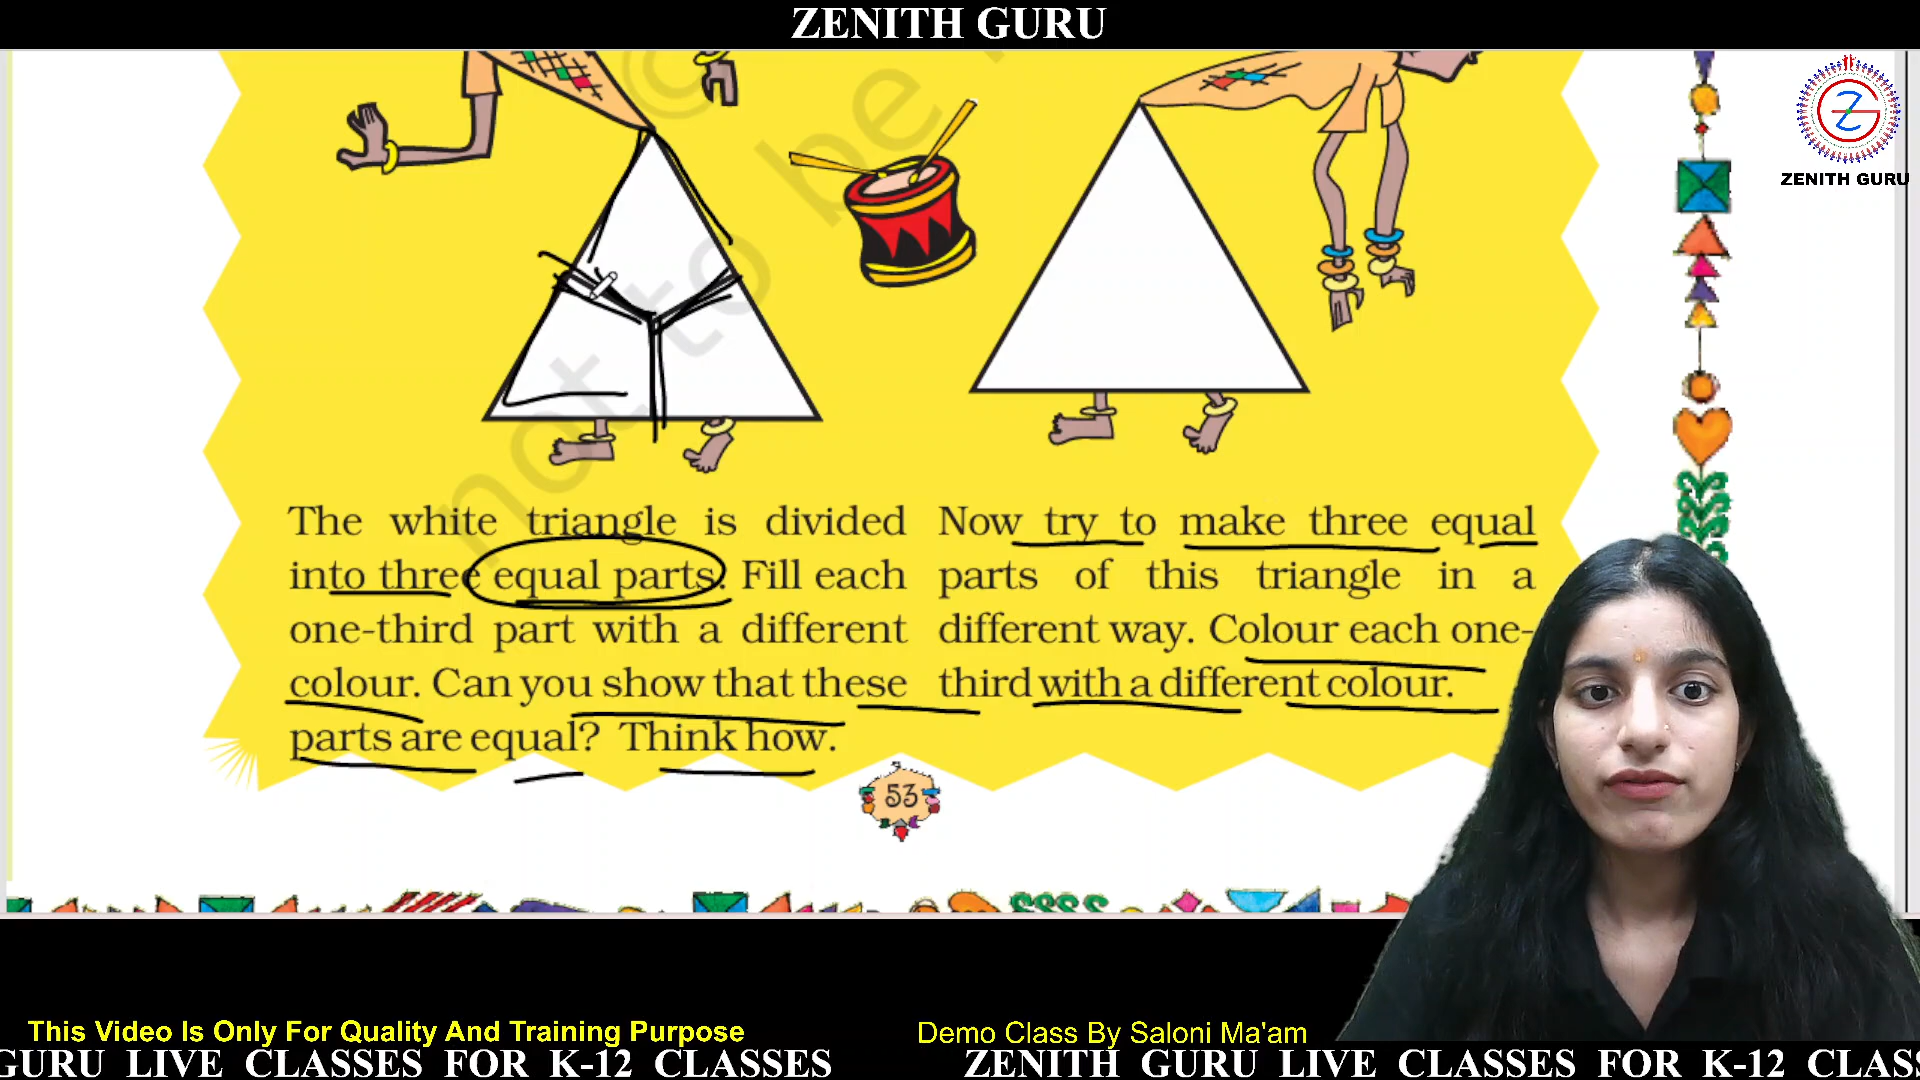 ZENITH GURU
ZENITH GURU
not to be
The white triangle is divided
into three equal parts. Fill each
one-third part with a different
colour. Can you show that these
parts are equal? Think how.
Now try to make three equal
parts of this triangle in a
different way. Colour each one-
third with a different colour.
53
This Video Is Only For Quality And Training Purpose
Demo Class By Saloni Ma'am
GURU LIVE CLASSES FOR K-12 CLASSES
ZENITH GURU LIVE CLASSES FOR K-12 CLASS